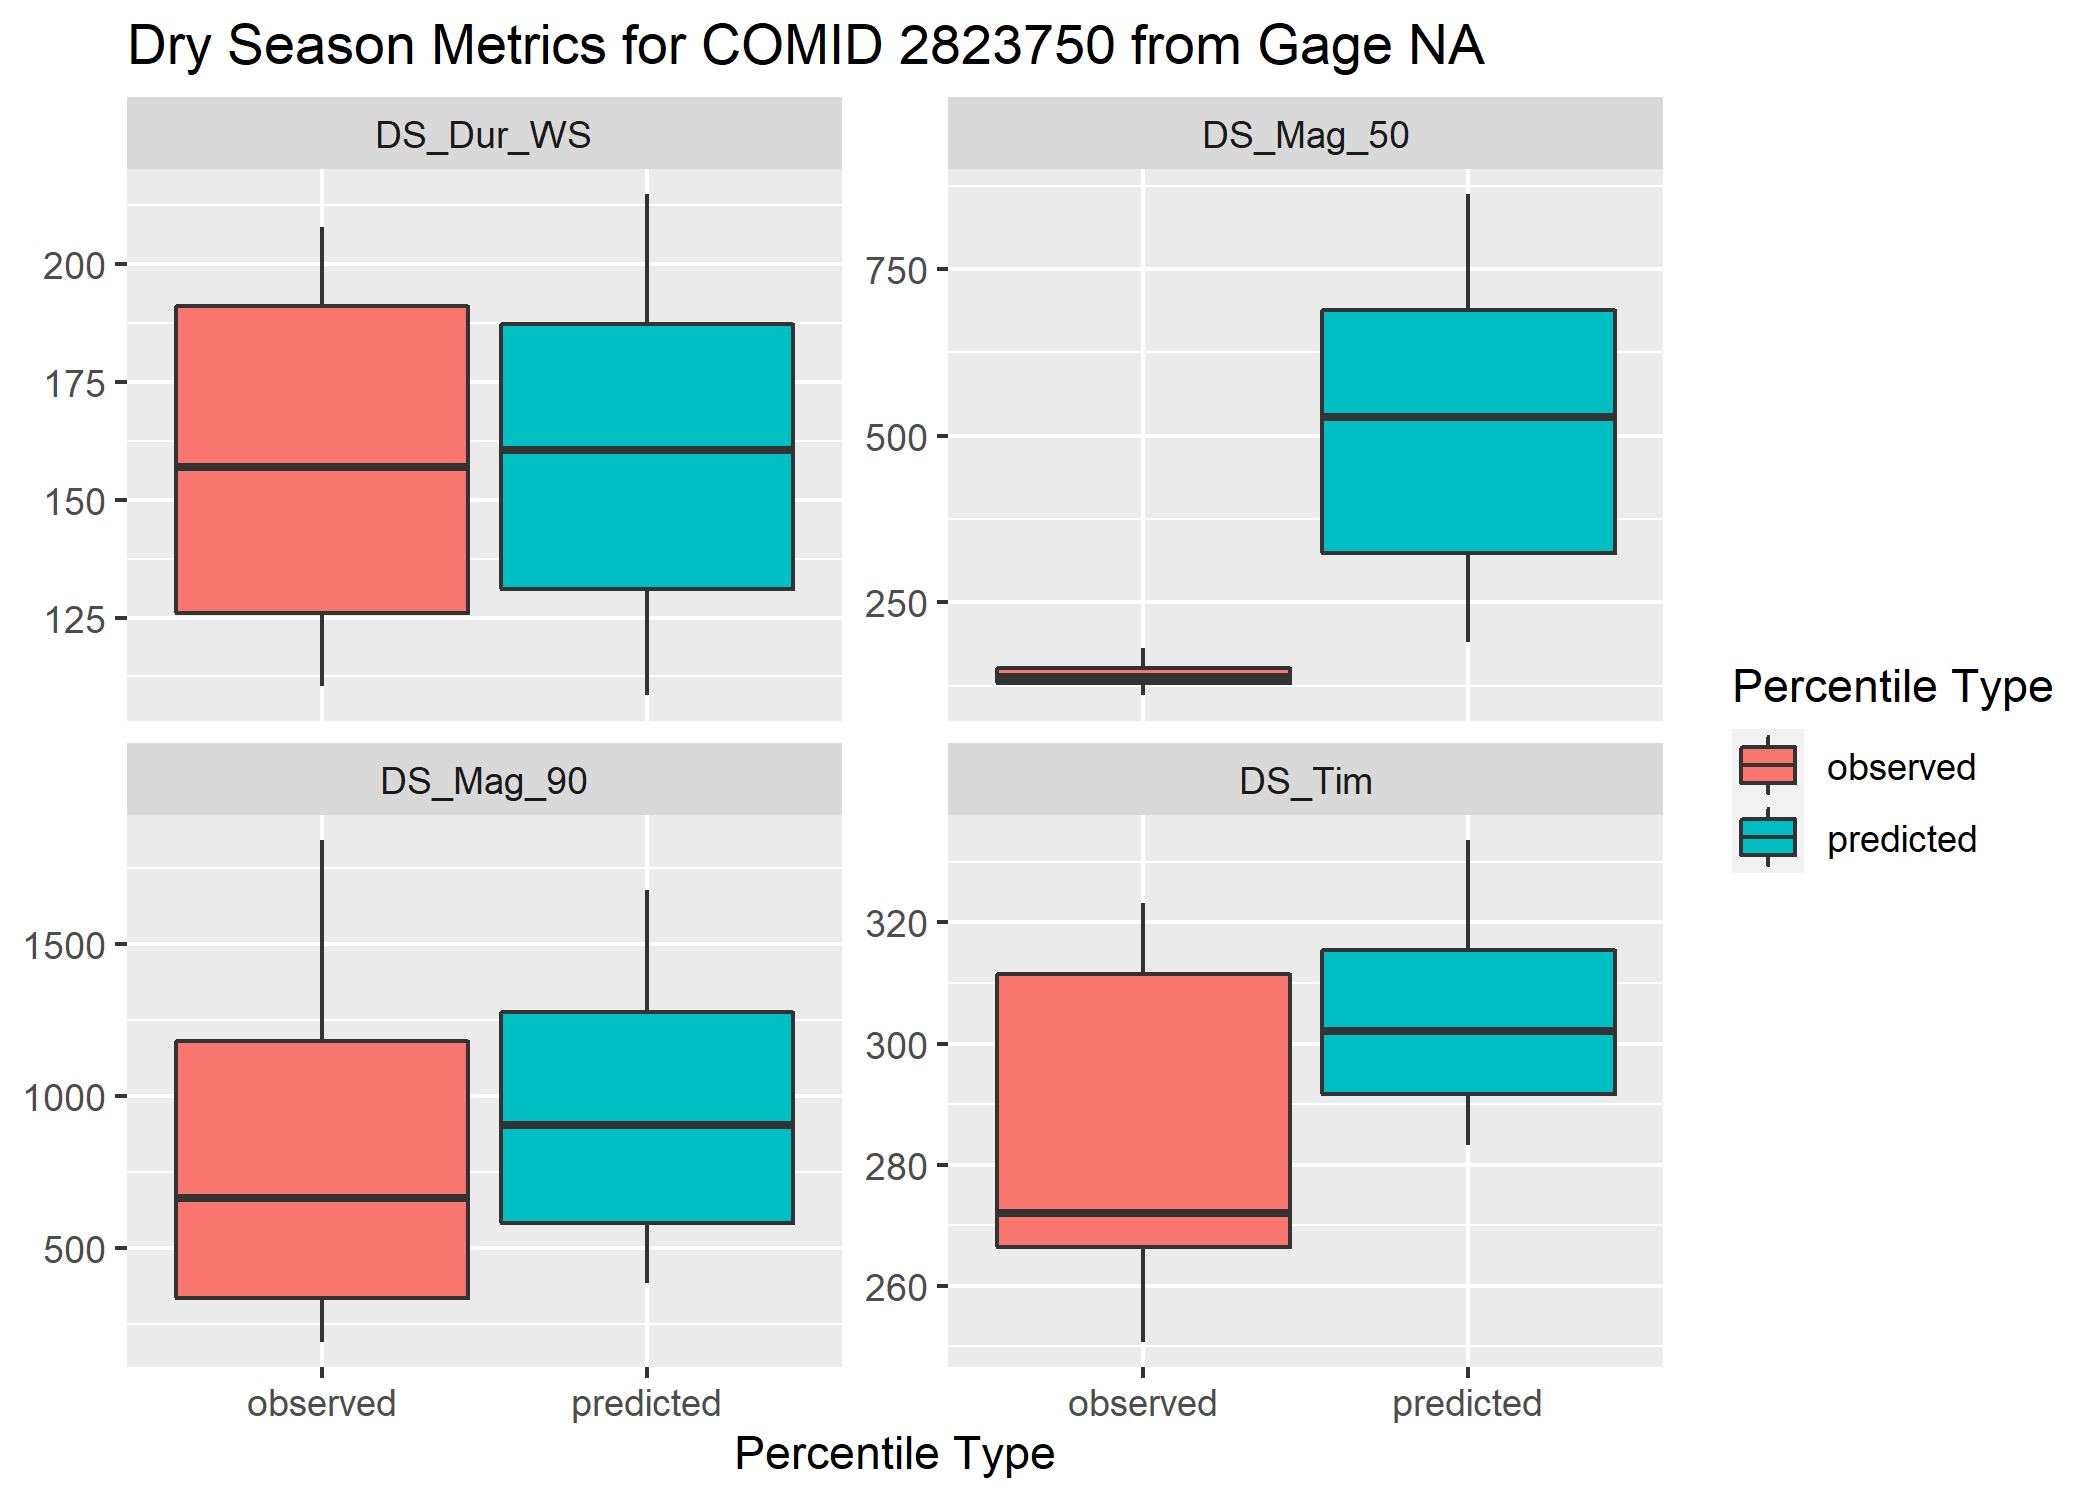 Dry Season Metrics for COMID 2823750 from Gage NA
DS_Dur_WS
DS_Mag_50
200
175
150
125
750
500
250
DS_Mag_90
DS_Tim
1500
1000
500
320
300
280
260
observed
predicted
observed
predicted
Percentile Type
Percentile Type
observed
predicted